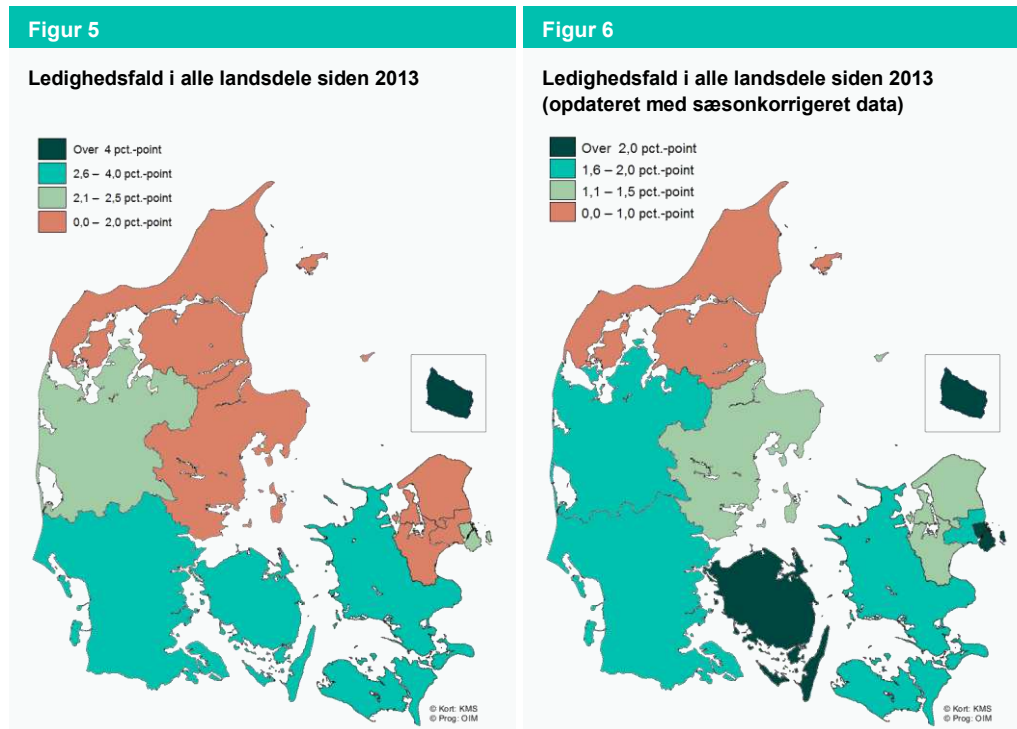 Figur 5
Ledighedsfald i alle landsdele siden 2013
Over 4 pct.-point
2,6 – 4,0 pct.-point
2,1 – 2,5 pct.-point
0,0 – 2,0 pct.-point
© Kort: KMS
© Prog: OIM
Figur 6
Ledighedsfald i alle landsdele siden 2013
(opdateret med sæsonkorrigeret data)
Over 2,0 pct.-point
1,6 – 2,0 pct.-point
1,1 – 1,5 pct.-point
0,0 – 1,0 pct.-point
© Kort: KMS
© Prog: OIM